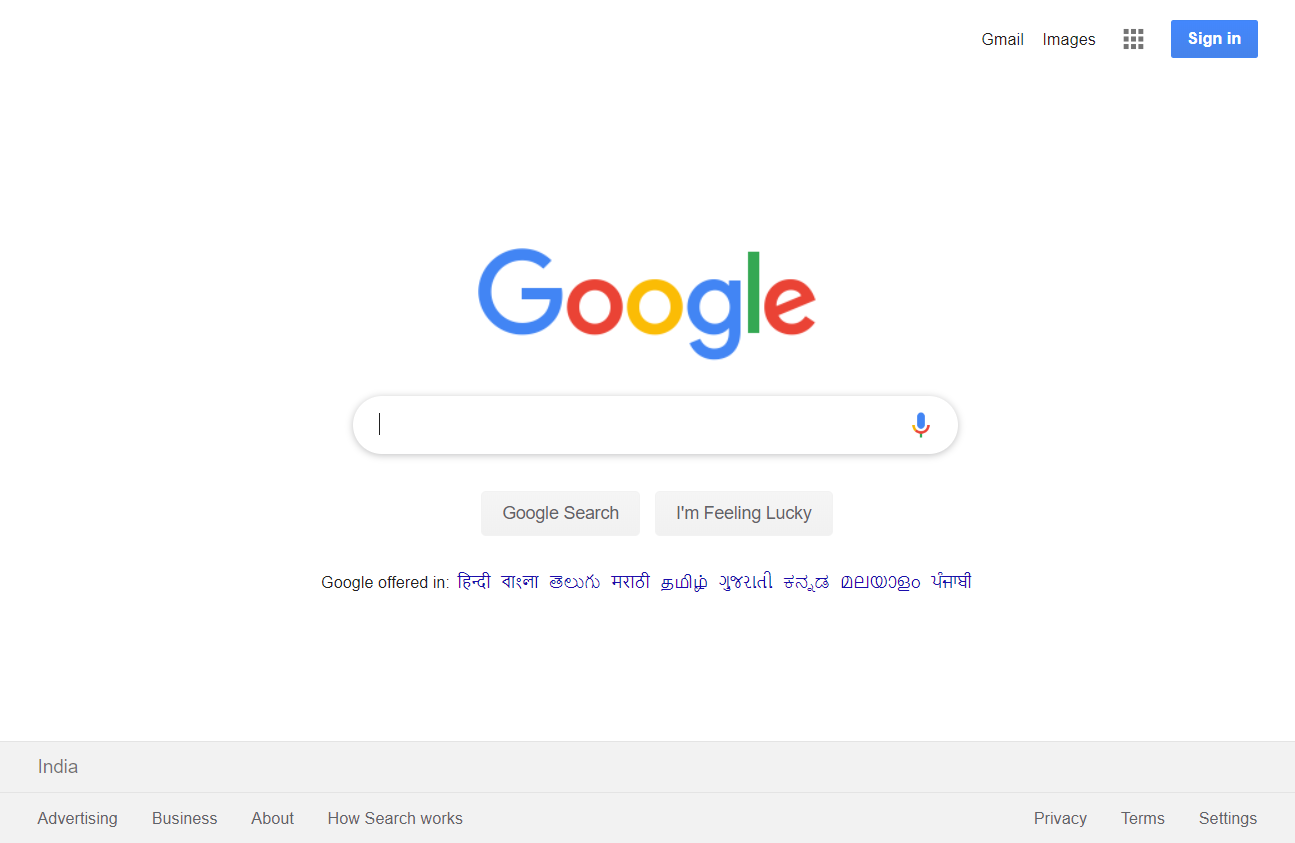 Gmail Images Sign in
Google
Google Search I'm Feeling Lucky
Google offered in: हिन्दी বাংলা తెలుగు मराठी தமிழ் ગુજરાતી ಕನ್ನಡ മലയാളം ਪੰਜਾਬੀ
India
Advertising Business About How Search works Privacy Terms Settings